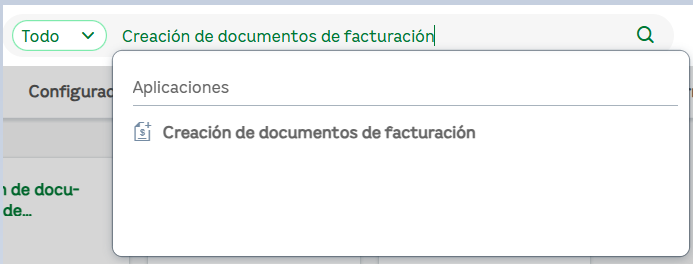 Todo
Creación de documentos de facturación
Configurac
Aplicaciones
Creación de documentos de facturación
n de docu-
de...